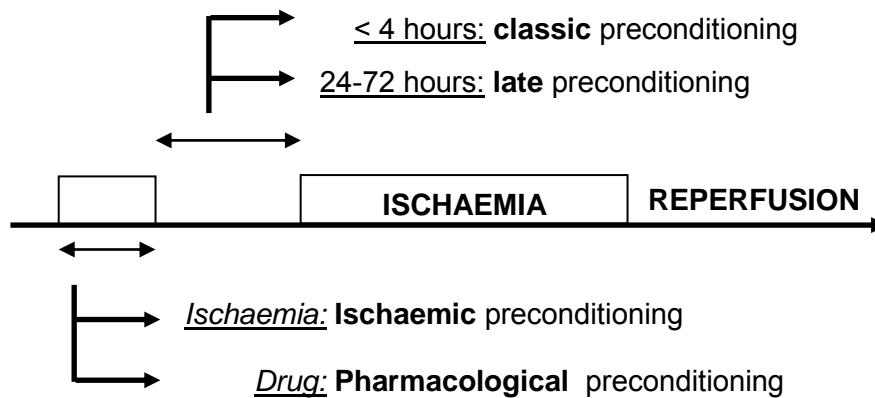 < 4 hours: classic preconditioning
24-72 hours: late preconditioning
ISCHAEMIA
REPERFUSION
Ischaemia: Ischaemic preconditioning
Drug: Pharmacological preconditioning